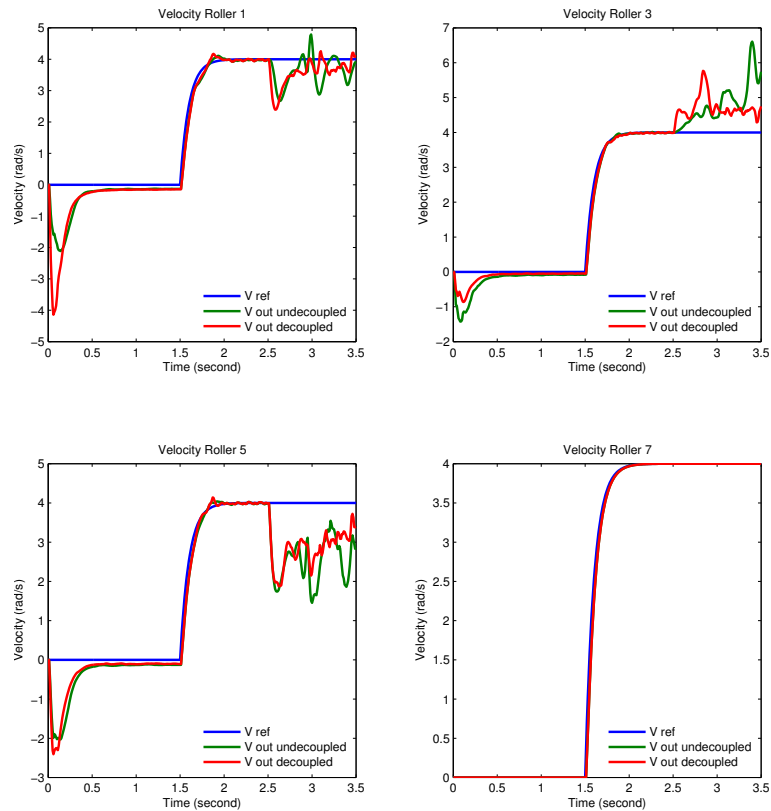 Velocity Roller 1
5
4
3
2
1
0
−1
−2
−3
−4
−5
Velocity (rad/s)
V ref
V out undecoupled
V out decoupled
0 0.5 1 1.5 2 2.5 3 3.5
Time (second)
Velocity Roller 3
7
6
5
4
3
2
1
0
−1
−2
Velocity (rad/s)
V ref
V out undecoupled
V out decoupled
0 0.5 1 1.5 2 2.5 3 3.5
Time (second)
Velocity Roller 5
5
4
3
2
1
0
−1
−2
−3
Velocity (rad/s)
V ref
V out undecoupled
V out decoupled
0 0.5 1 1.5 2 2.5 3 3.5
Time (second)
Velocity Roller 7
4
3.5
3
2.5
2
1.5
1
0.5
0
Velocity (rad/s)
V ref
V out undecoupled
V out decoupled
0 0.5 1 1.5 2 2.5 3 3.5
Time (second)